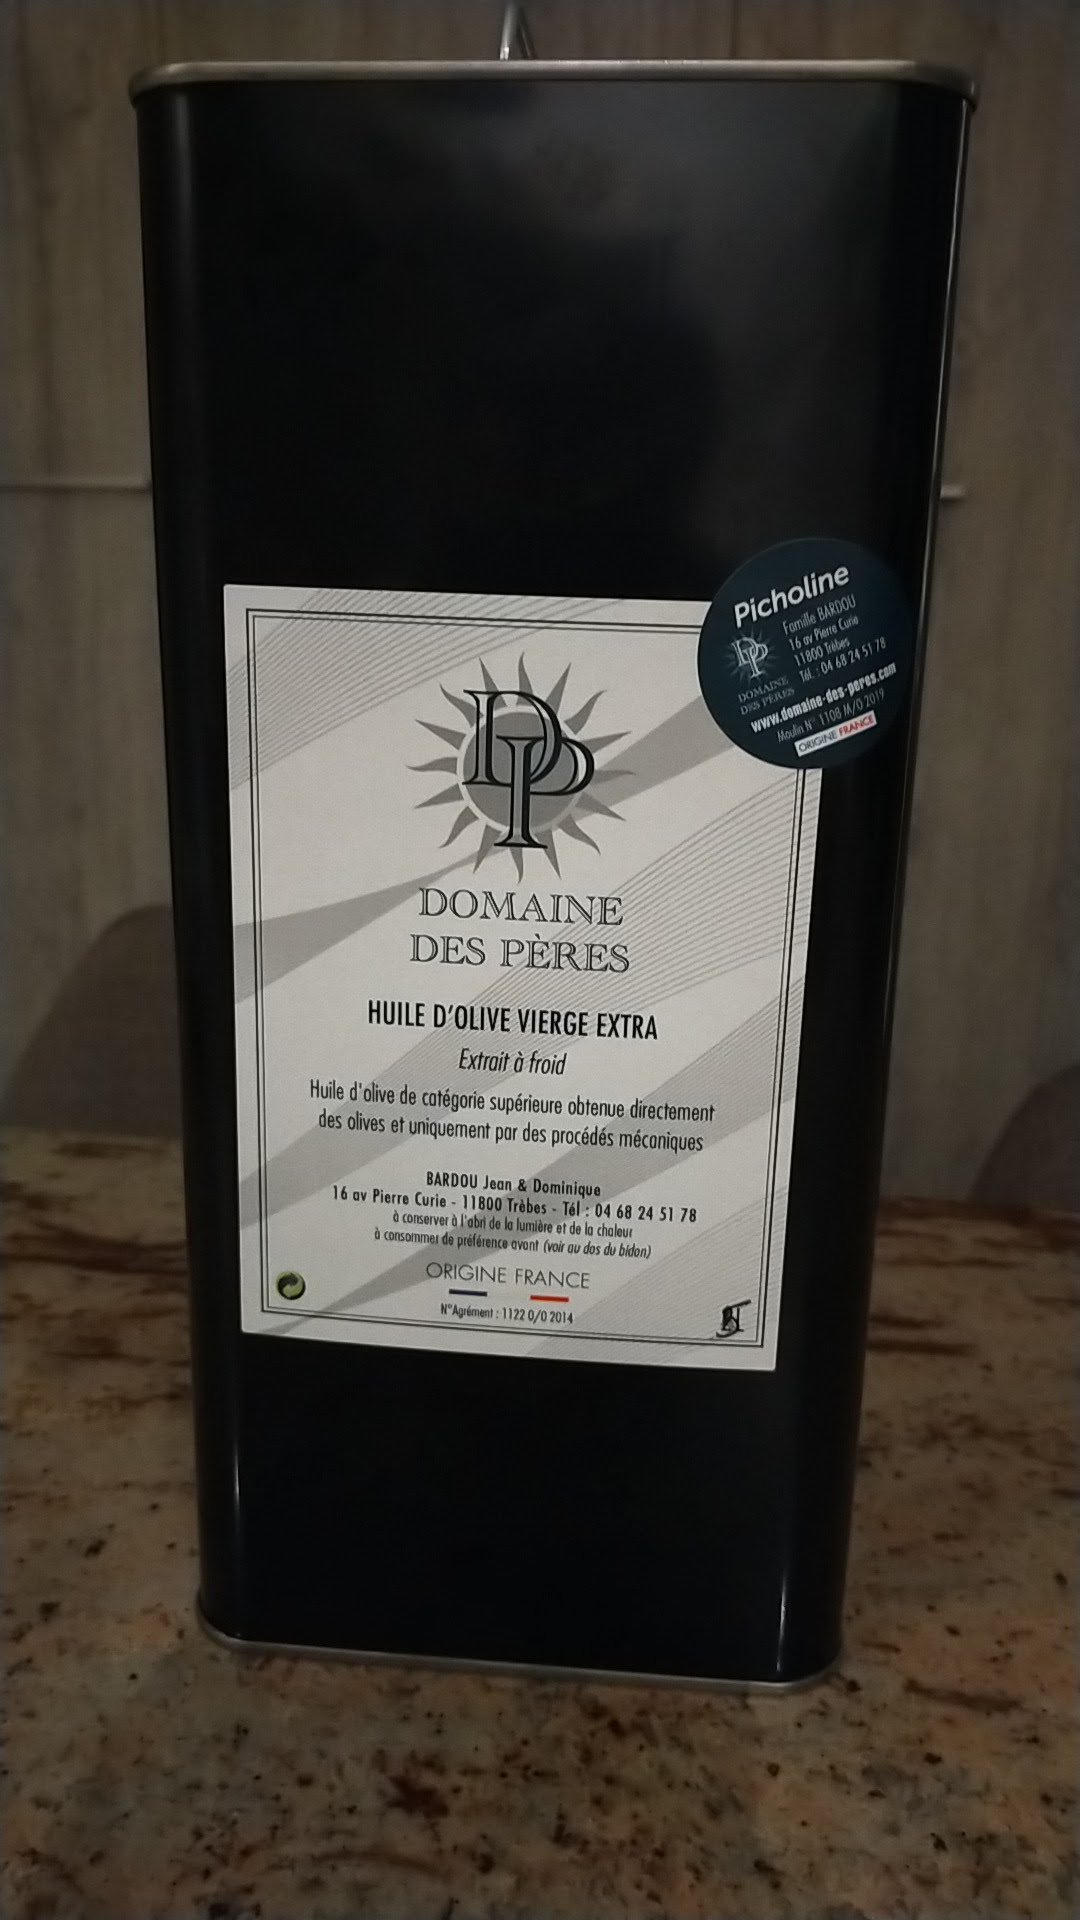 Picholine
Famille BARDOU
16 av Pierre Curie
11800 Trèbes
Tél. : 04 68 24 51 78
DP
DOMAINE
DES PÈRES
www.domaine-des-peres.com
Moulin N° 1108 M/O 2019
ORIGINE FRANCE
DP
DOMAINE
DES PÈRES
HUILE D'OLIVE VIERGE EXTRA
Extrait à froid
Huile d'olive de catégorie supérieure obtenue directement
des olives et uniquement par des procédés mécaniques
BARDOU Jean & Dominique
16 av Pierre Curie - 11800 Trèbes - Tél : 04 68 24 51 78
à conserver à l'abri de la lumière et de la chaleur
à consommer de préférence avant (voir au dos du bidon)
ORIGINE FRANCE
N°Agrément : 1122 O/O 2014